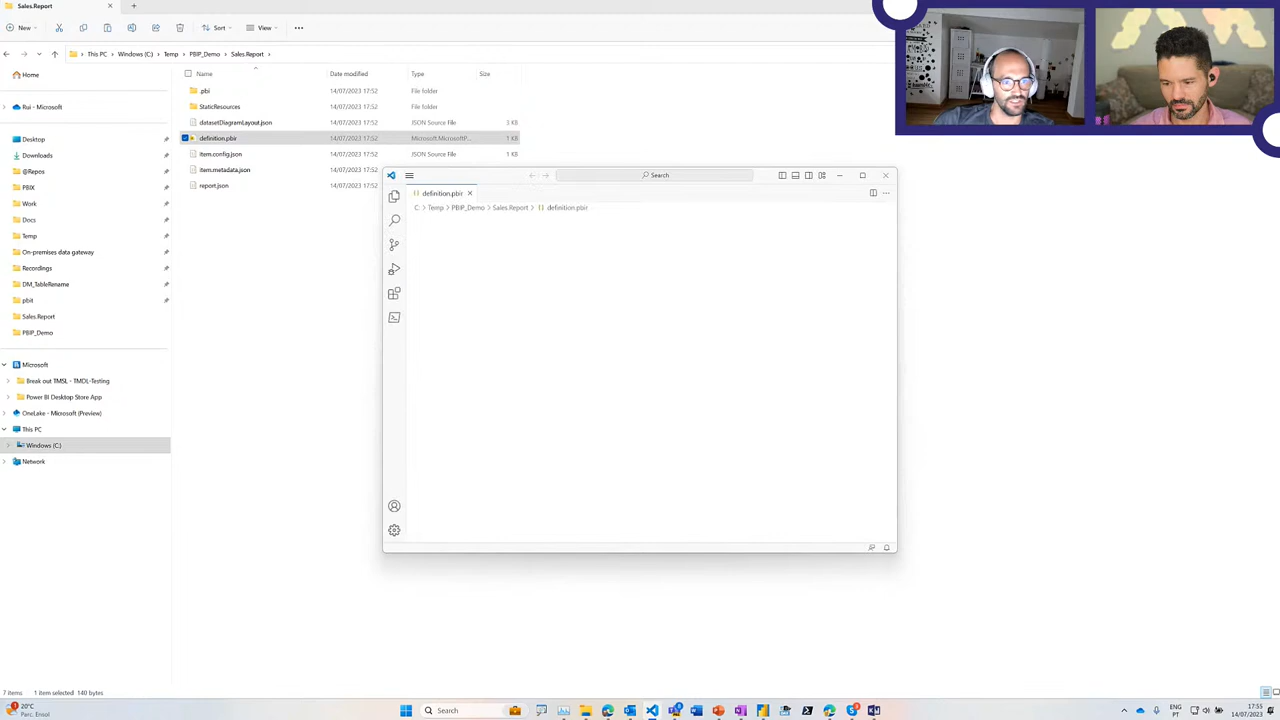 Sales.Report
New
Sort
View
This PC
Windows (C:)
Temp
PBIP_Demo
Sales.Report
Home
Rui - Microsoft
Desktop
Downloads
@Repos
PBIX
Work
Docs
Temp
On-premises data gateway
Recordings
DM_TableRename
pbit
Sales.Report
PBIP_Demo
Microsoft
Break out TMSL - TMDL-Testing
Power BI Desktop Store App
OneLake - Microsoft (Preview)
This PC
Windows (C:)
Network
Name Date modified Type Size
.pbi 14/07/2023 17:52 File folder
StaticResources 14/07/2023 17:52 File folder
datasetDiagramLayout.json 14/07/2023 17:52 JSON Source File 3 KB
definition.pbir 14/07/2023 17:52 Microsoft.MicrosoftP... 1 KB
item.config.json 14/07/2023 17:52 JSON Source File 1 KB
item.metadata.json 14/07/2023 17:52
report.json 14/07/2023 17:52
Search
definition.pbir
C: > Temp > PBIP_Demo > Sales.Report > definition.pbir
7 items 1 item selected 140 bytes
20°C
Parc. Ensol
Search
ENG
PT
17:55
14/07/2023